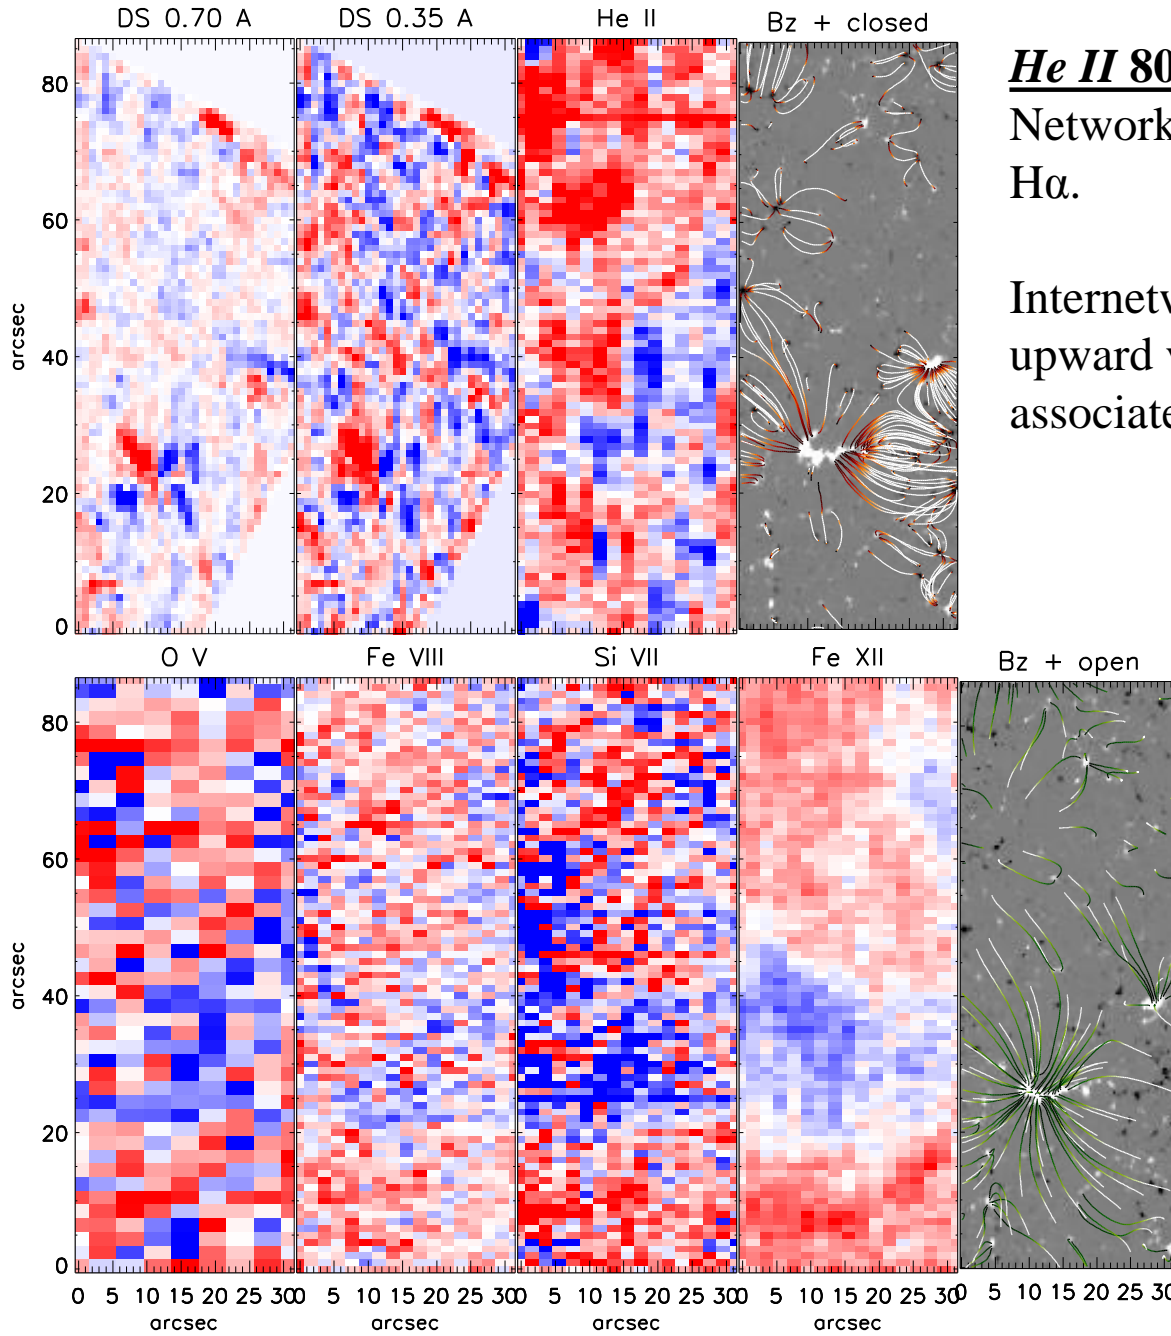 DS 0.70 A
DS 0.35 A
He II
Bz + closed
arcsec
80
60
40
20
0
He II 80
Network
Hα.
Internetw
upward v
associate
O V
Fe VIII
Si VII
Fe XII
Bz + open
arcsec
80
60
40
20
0
0 5 10 15 20 25 30
0 5 10 15 20 25 30
0 5 10 15 20 25 30
0 5 10 15 20 25 30
0 5 10 15 20 25 30
arcsec
arcsec
arcsec
arcsec